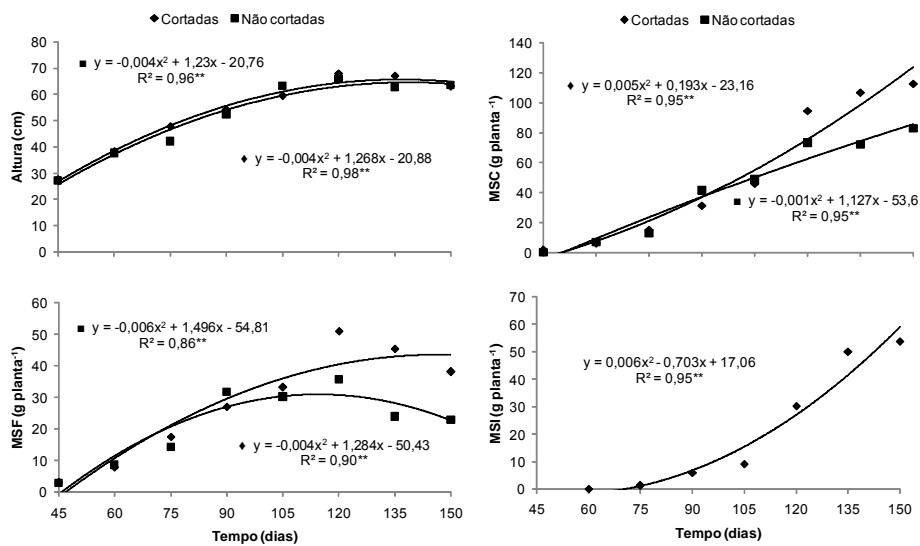 ◆Cortadas ■Não cortadas
80
70
60
50
40
30
20
10
0
Altura (cm)
■ y = -0,004x² + 1,23x - 20,76
R² = 0,96**
◆ y = -0,004x² + 1,268x - 20,88
R² = 0,98**
◆Cortadas ■Não cortadas
140
120
100
80
60
40
20
0
MSC (g planta⁻¹)
◆ y = 0,005x² + 0,193x - 23,16
R² = 0,95**
■ y = -0,001x² + 1,127x - 53,6
R² = 0,95**
60
50
40
30
20
10
0
MSF (g planta⁻¹)
■ y = -0,006x² + 1,496x - 54,81
R² = 0,86**
◆ y = -0,004x² + 1,284x - 50,43
R² = 0,90**
45 60 75 90 105 120 135 150
Tempo (dias)
70
60
50
40
30
20
10
0
MSI (g planta⁻¹)
y = 0,006x² - 0,703x + 17,06
R² = 0,95**
45 60 75 90 105 120 135 150
Tempo (dias)